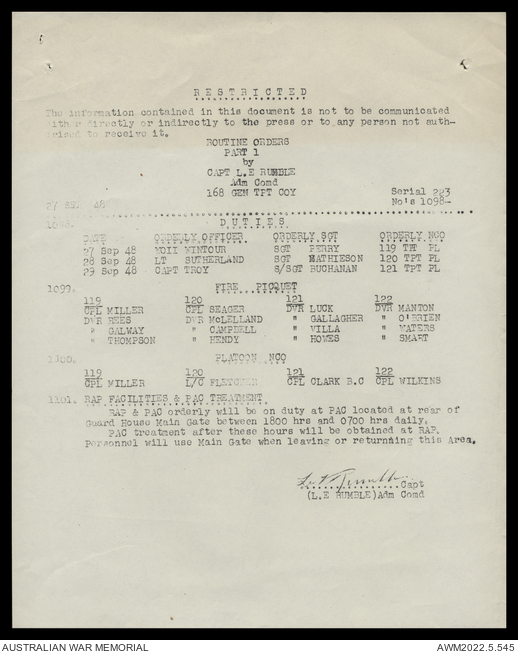 RESTRICTED
The information contained in this document is not to be communicated
either directly or indirectly to the press or to any person not auth-
orised to receive it.
ROUTINE ORDERS
PART 1
by
CAPT L.E RUMBLE
Adm Comd
168 GEN TPT COY
Serial 223
No's 1098-
27 48
1098. DUTIES
DATE ORDERLY OFFICER ORDERLY SGT ORDERLY NCO
27 Sep 48 WOII WINTOUR SGT PERRY 119 TPT PL
28 Sep 48 LT SUTHERLAND SGT MATHIESON 120 TPT PL
29 Sep 48 CAPT TROY S/SGT BUCHANAN 121 TPT PL
1099. FIRE PICQUET
119 120 121 122
CPL MILLER CPL SEAGER DVR LUCK DVR MANTON
DVR REES DVR McLELLAND " GALLAGHER " O'BRIEN
" GALWAY " CAMPBELL " VILLA " WATERS
" THOMPSON " HENDY " HOWES " SMART
1100. PLATOON NCO
119 120 121 122
CPL MILLER L/C FLETCHER CPL CLARK B.C CPL WILKINS
1101. RAP FACILITIES & PAC TREATMENT.
RAP & PAC orderly will be on duty at PAC located at rear of
Guard House Main Gate between 1800 hrs and 0700 hrs daily.
PAC treatment after these hours will be obtained at RAP.
Personnel will use Main Gate when leaving or returnning this Area.
L.E Rumble Capt
(L.E RUMBLE)Adm Comd
AUSTRALIAN WAR MEMORIAL
AWM2022.5.545